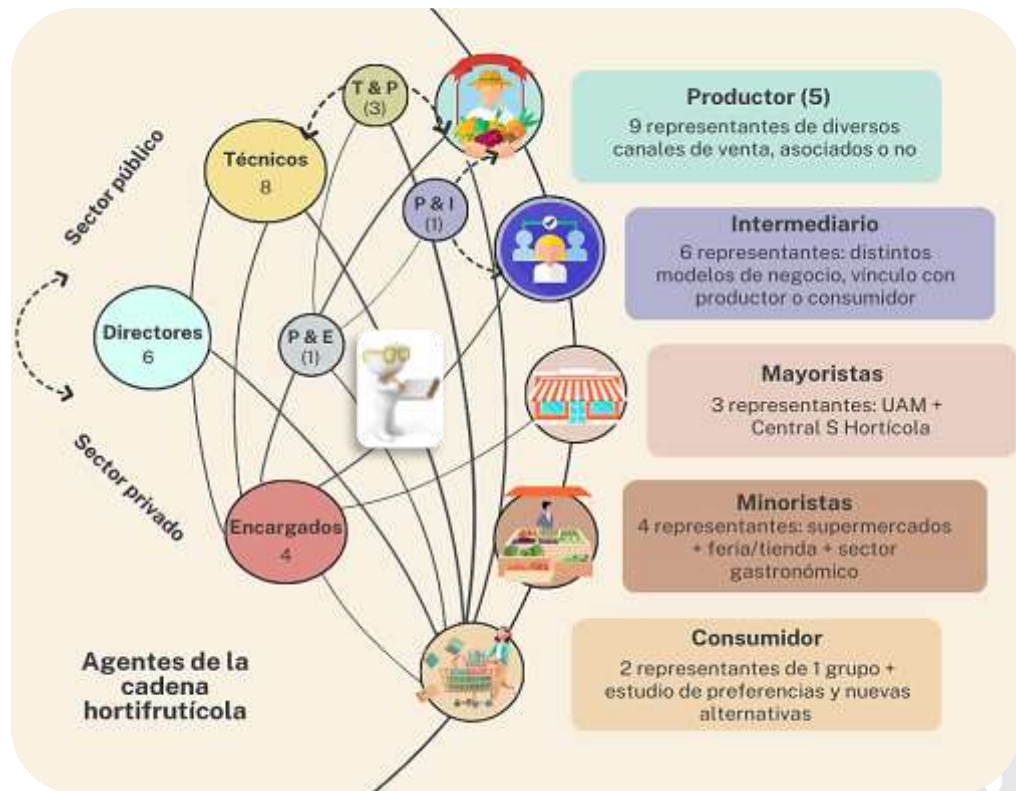 T & P
(3)
Técnicos
8
Sector público
P & I
(1)
Directores
6
P & E
(1)
Sector privado
Encargados
4
Agentes de la
cadena
hortifrutícola
Productor (5)
9 representantes de diversos
canales de venta, asociados o no
Intermediario
6 representantes: distintos
modelos de negocio, vínculo con
productor o consumidor
Mayoristas
3 representantes: UAM +
Central S Hortícola
Minoristas
4 representantes: supermercados
+ feria/tienda + sector
gastronómico
Consumidor
2 representantes de 1 grupo +
estudio de preferencias y nuevas
alternativas